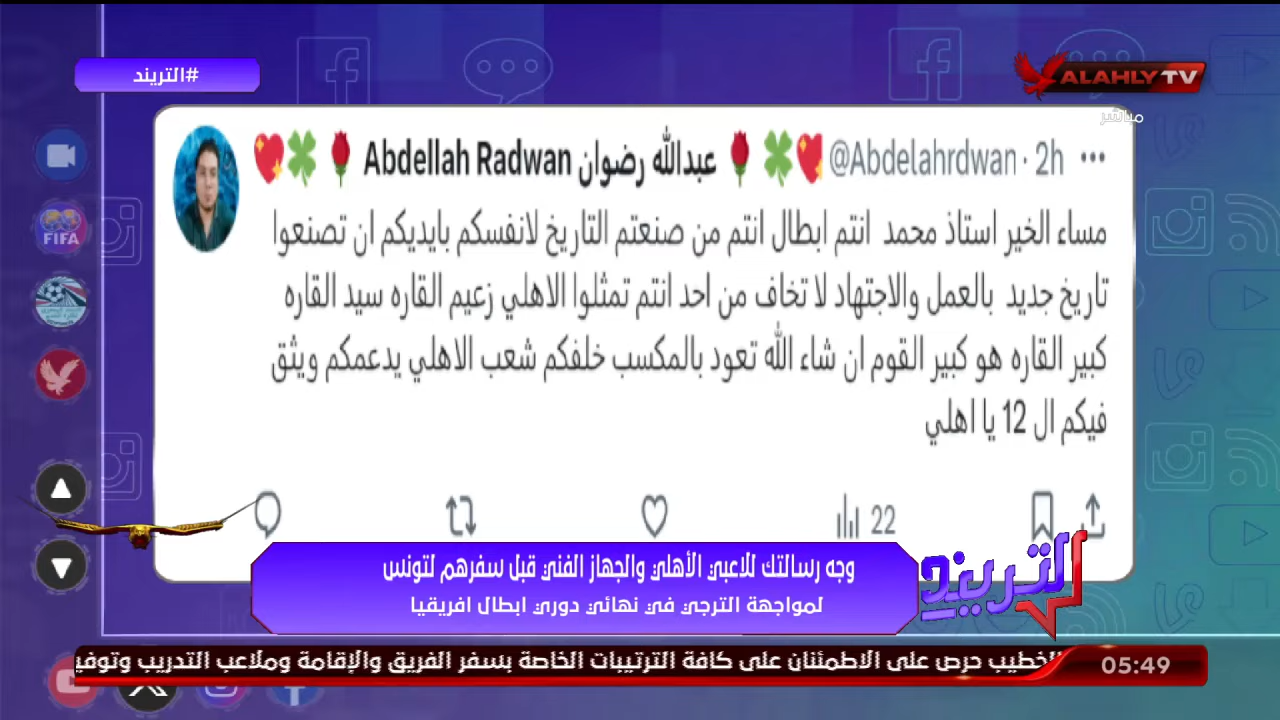 #التريند
ALAHLY TV
مباشر
Abdellah Radwan عبدالله رضوان @Abdelahrdwan · 2h
مساء الخير استاذ محمد انتم ابطال انتم من صنعتم التاريخ لانفسكم بايديكم ان تصنعوا
تاريخ جديد بالعمل والاجتهاد لا تخاف من احد انتم تمثلوا الاهلي زعيم القاره سيد القاره
كبير القاره هو كبير القوم ان شاء الله تعود بالمكسب خلفكم شعب الاهلي يدعمكم ويثق
فيكم ال 12 يا اهلي
FIFA
22
وجه رسالتك للاعبي الأهلي والجهاز الفني قبل سفرهم لتونس
لمواجهة الترجي في نهائي دوري ابطال افريقيا
التريند
الخطيب حرص على الاطمئنان على كافة الترتيبات الخاصة بسفر الفريق والإقامة وملاعب التدريب
05:49